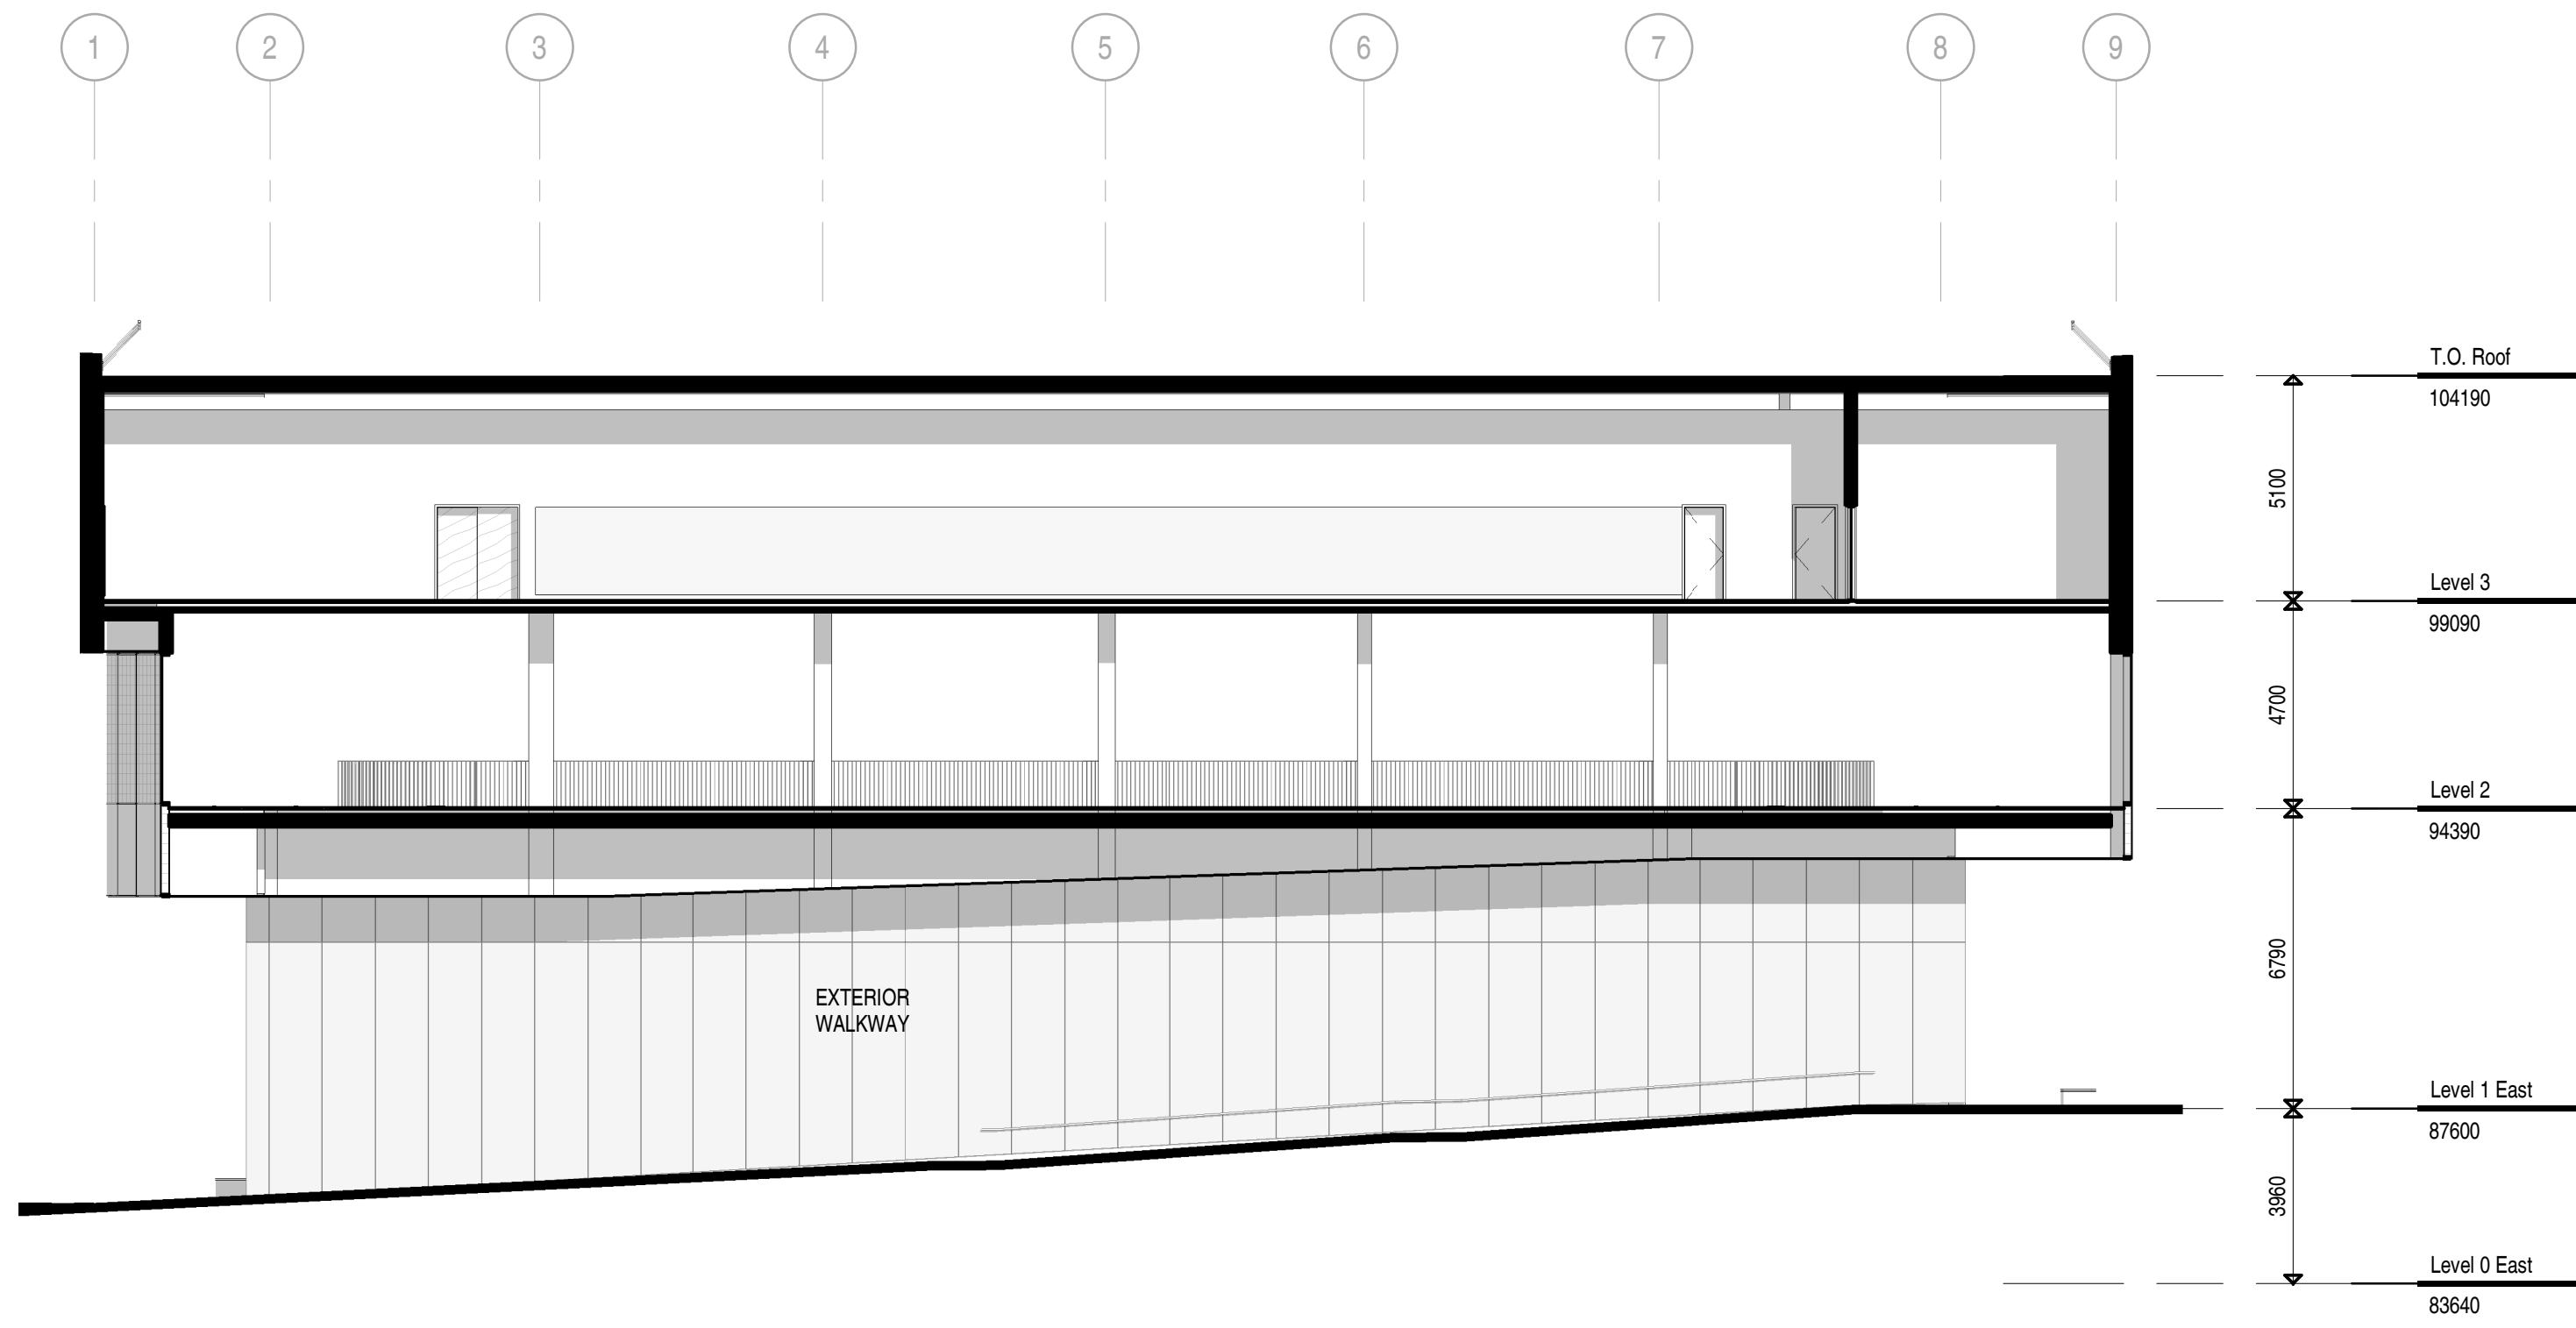 1 2 3 4 5 6 7 8 9
T.O. Roof
104190
5100
Level 3
99090
4700
Level 2
94390
6790
EXTERIOR
WALKWAY
Level 1 East
87600
3960
Level 0 East
83640